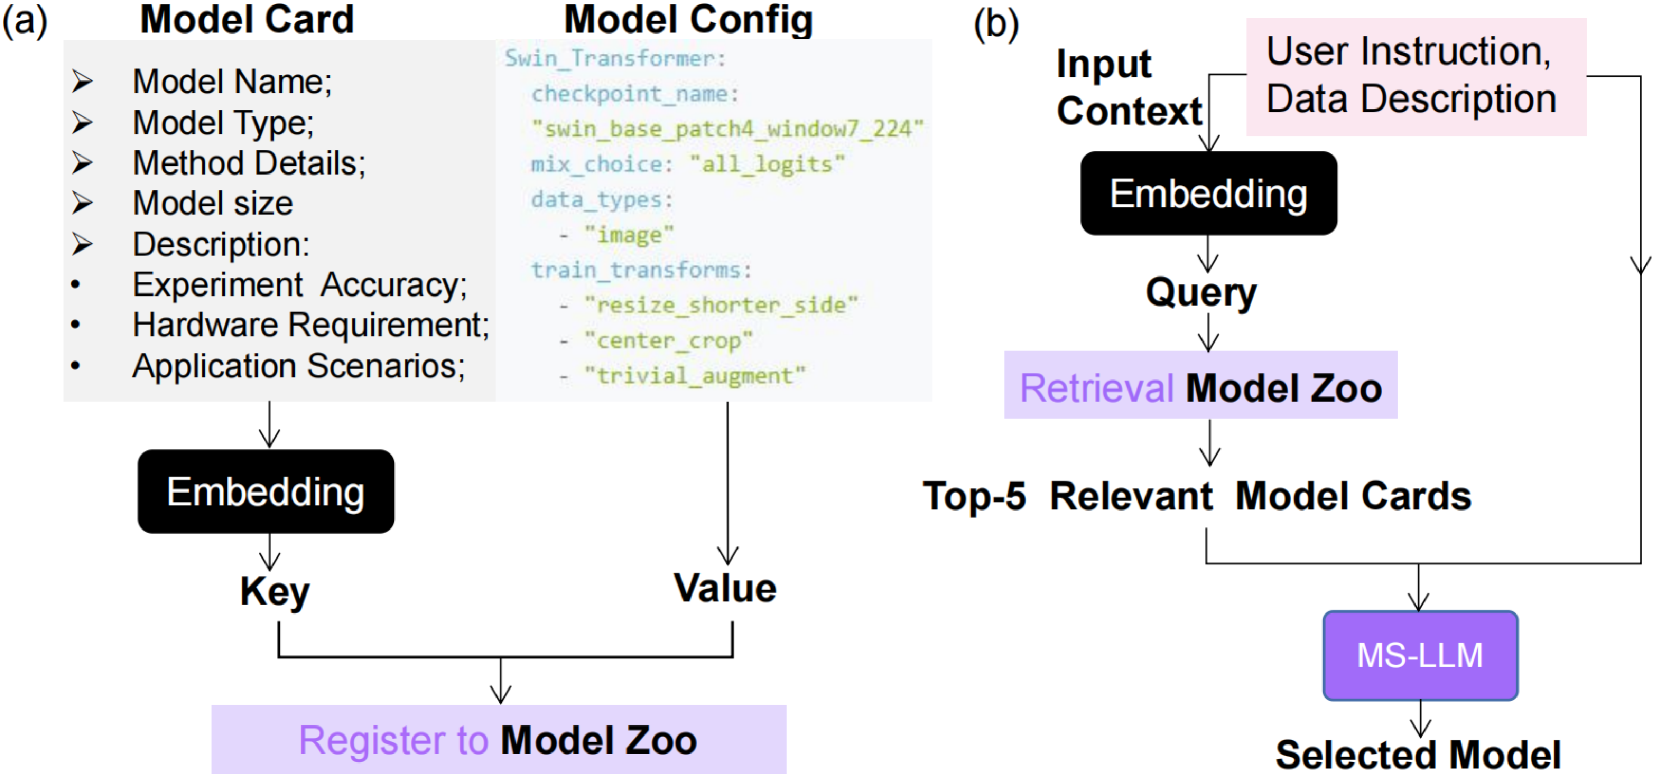 (a)
Model Card
➢ Model Name;
➢ Model Type;
➢ Method Details;
➢ Model size
➢ Description:
• Experiment Accuracy;
• Hardware Requirement;
• Application Scenarios;
Model Config
Swin_Transformer:
checkpoint_name:
"swin_base_patch4_window7_224"
mix_choice: "all_logits"
data_types:
- "image"
train_transforms:
- "resize_shorter_side"
- "center_crop"
- "trivial_augment"
Embedding
Key
Value
Register to Model Zoo
(b)
Input
Context
User Instruction,
Data Description
Embedding
Query
Retrieval Model Zoo
Top-5 Relevant Model Cards
MS-LLM
Selected Model